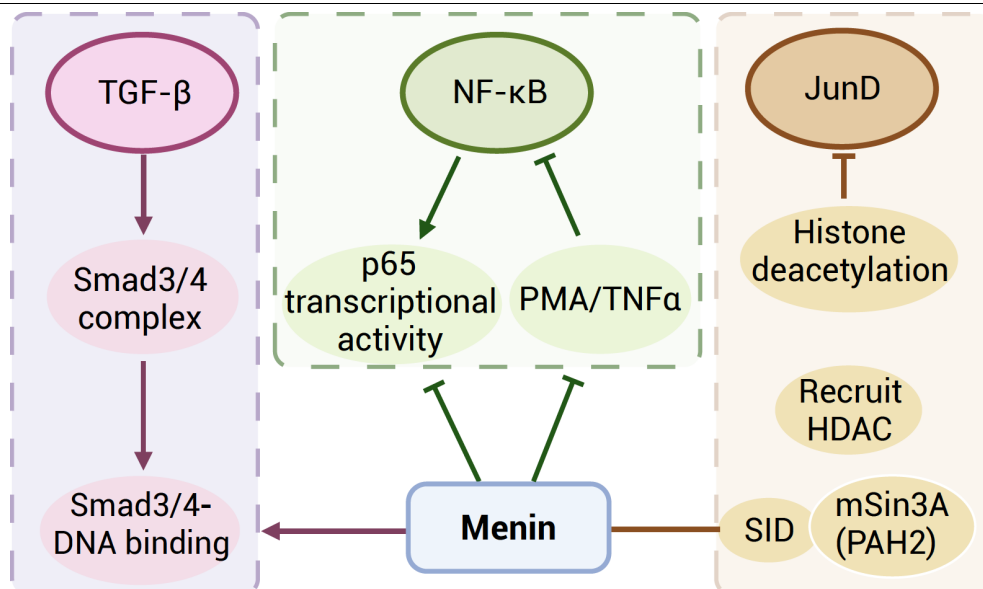 TGF-β
Smad3/4
complex
Smad3/4-
DNA binding
NF-κB
p65
transcriptional
activity
PMA/TNFα
Menin
JunD
Histone
deacetylation
Recruit
HDAC
SID
mSin3A
(PAH2)